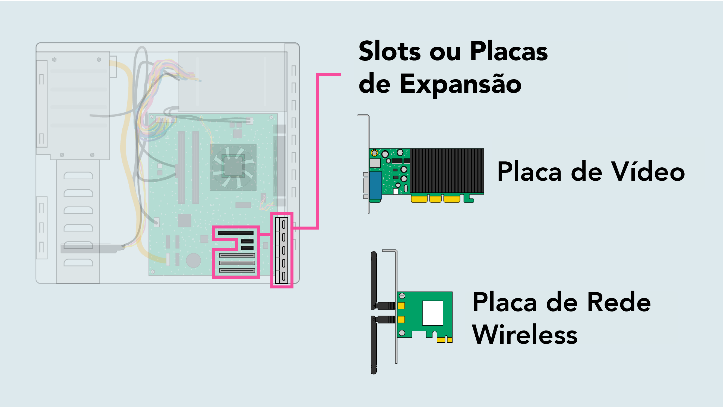 Slots ou Placas
de Expansão
Placa de Vídeo
Placa de Rede
Wireless